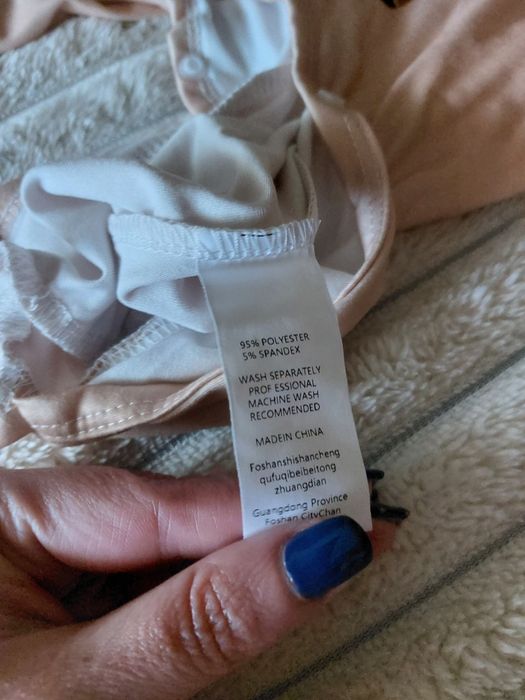 95% POLYESTER
5% SPANDEX
WASH SEPARATELY
PROF ESSIONAL
MACHINE WASH
RECOMMENDED
MADEIN CHINA
Foshanshishancheng
qufuqibeibeitong
zhuangdian
Guangdong Province
Foshan CityChan